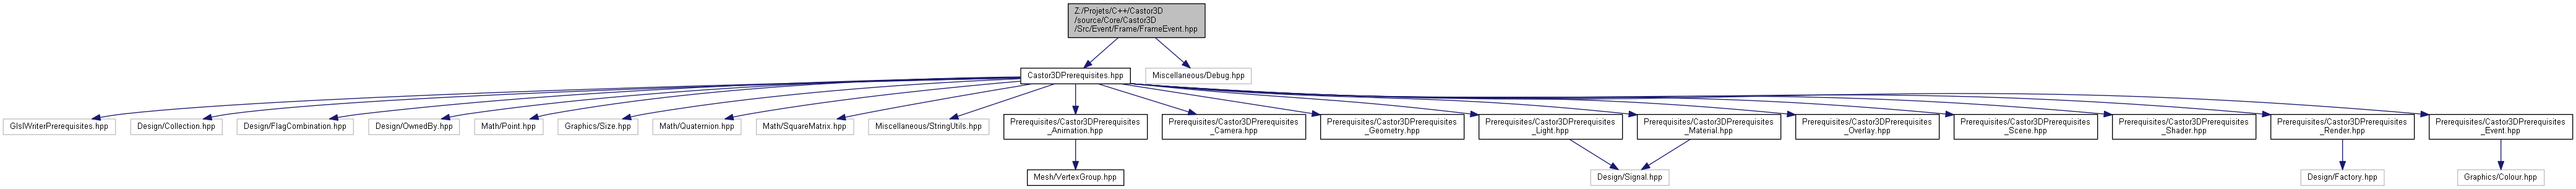 Z:/Projets/C++/Castor3D
/source/Core/Castor3D
/Src/Event/Frame/FrameEvent.hpp
Castor3DPrerequisites.hpp
Miscellaneous/Debug.hpp
GlslWriterPrerequisites.hpp
Design/Collection.hpp
Design/FlagCombination.hpp
Design/OwnedBy.hpp
Math/Point.hpp
Graphics/Size.hpp
Math/Quaternion.hpp
Math/SquareMatrix.hpp
Miscellaneous/StringUtils.hpp
Prerequisites/Castor3DPrerequisites
_Animation.hpp
Prerequisites/Castor3DPrerequisites
_Camera.hpp
Prerequisites/Castor3DPrerequisites
_Geometry.hpp
Prerequisites/Castor3DPrerequisites
_Light.hpp
Prerequisites/Castor3DPrerequisites
_Material.hpp
Prerequisites/Castor3DPrerequisites
_Overlay.hpp
Prerequisites/Castor3DPrerequisites
_Scene.hpp
Prerequisites/Castor3DPrerequisites
_Shader.hpp
Prerequisites/Castor3DPrerequisites
_Render.hpp
Prerequisites/Castor3DPrerequisites
_Event.hpp
Mesh/VertexGroup.hpp
Design/Signal.hpp
Design/Factory.hpp
Graphics/Colour.hpp